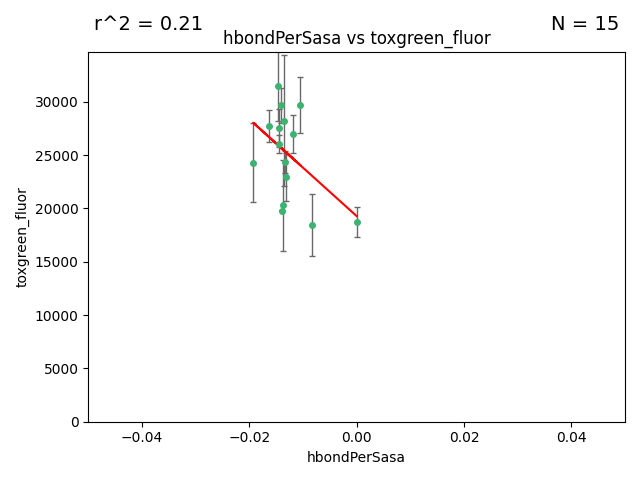 r^2 = 0.21
N = 15
hbondPerSasa vs toxgreen_fluor
toxgreen_fluor
30000
25000
20000
15000
10000
5000
0
−0.04
−0.02
0.00
0.02
0.04
hbondPerSasa